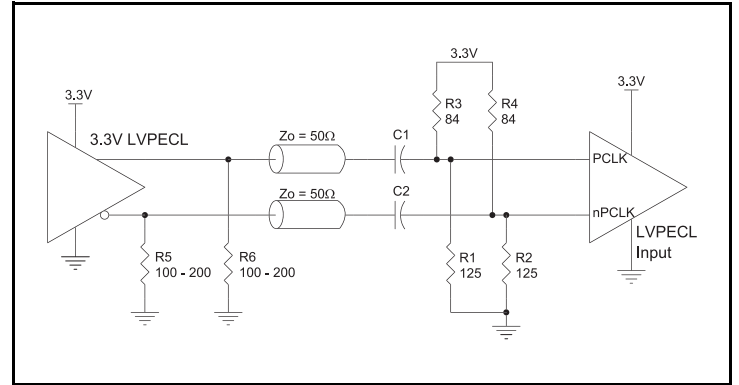 3.3V
3.3V
3.3V
3.3V LVPECL
Zo = 50Ω
C1
R3
84
R4
84
PCLK
Zo = 50Ω
C2
nPCLK
LVPECL
Input
R5
100 - 200
R6
100 - 200
R1
125
R2
125